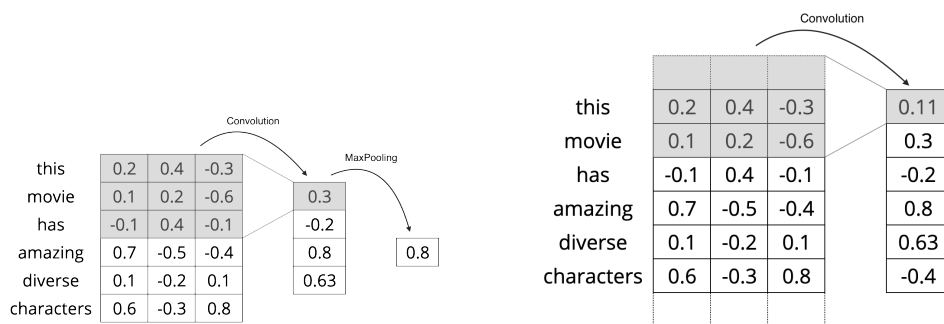 Convolution
MaxPooling
this 0.2 0.4 -0.3
movie 0.1 0.2 -0.6 0.3
has -0.1 0.4 -0.1 -0.2
amazing 0.7 -0.5 -0.4 0.8 0.8
diverse 0.1 -0.2 0.1 0.63
characters 0.6 -0.3 0.8
Convolution
this 0.2 0.4 -0.3 0.11
movie 0.1 0.2 -0.6 0.3
has -0.1 0.4 -0.1 -0.2
amazing 0.7 -0.5 -0.4 0.8
diverse 0.1 -0.2 0.1 0.63
characters 0.6 -0.3 0.8 -0.4